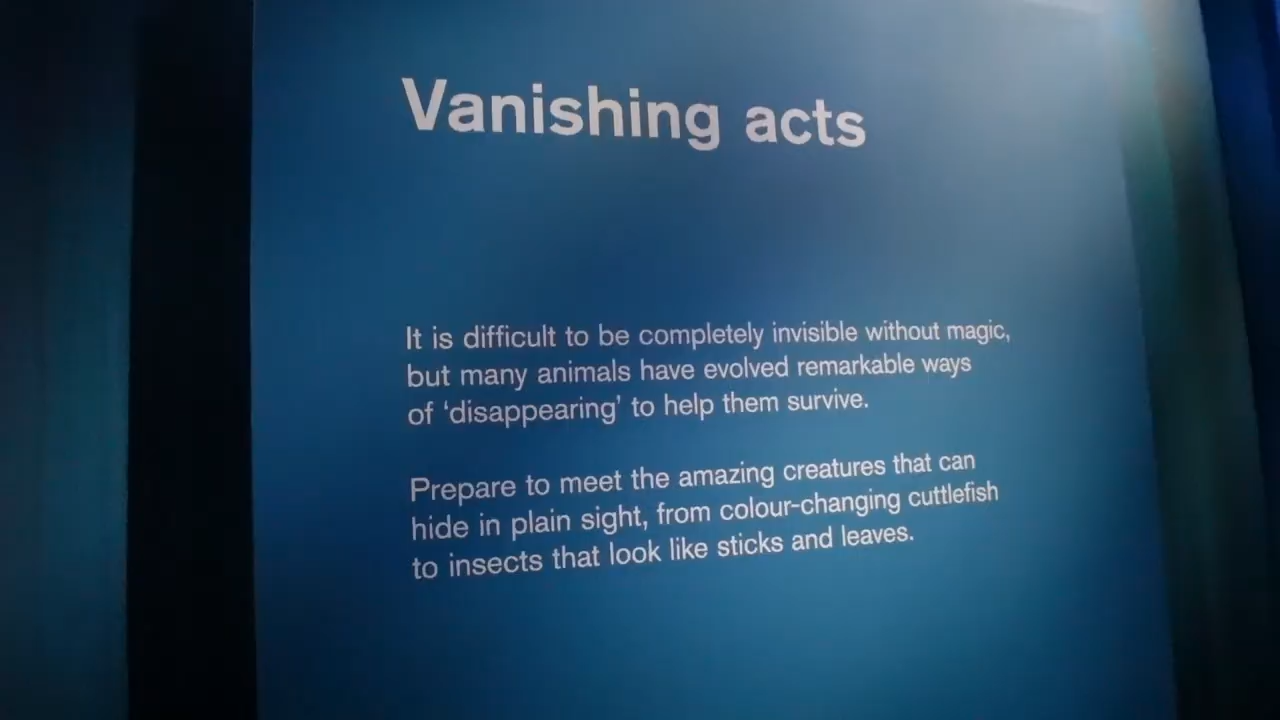 Vanishing acts
It is difficult to be completely invisible without magic,
but many animals have evolved remarkable ways
of ‘disappearing’ to help them survive.
Prepare to meet the amazing creatures that can
hide in plain sight, from colour-changing cuttlefish
to insects that look like sticks and leaves.